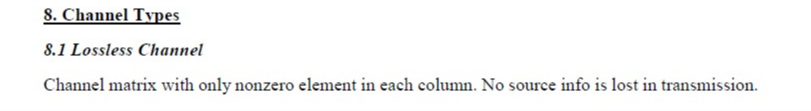 8. Channel Types
8.1 Lossless Channel
Channel matrix with only nonzero element in each column. No source info is lost in transmission.